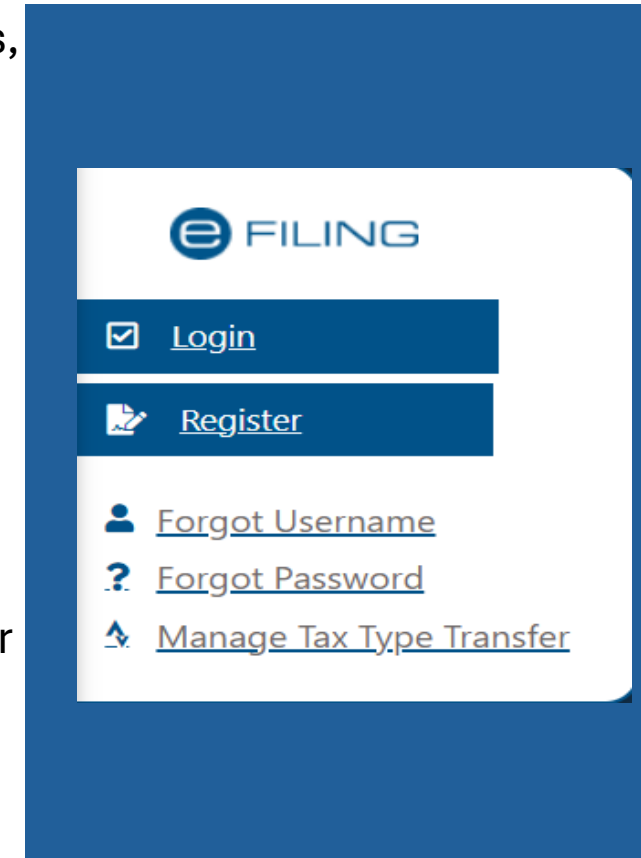 s,
e FILING
Login
Register
Forgot Username
? Forgot Password
Manage Tax Type Transfer
r